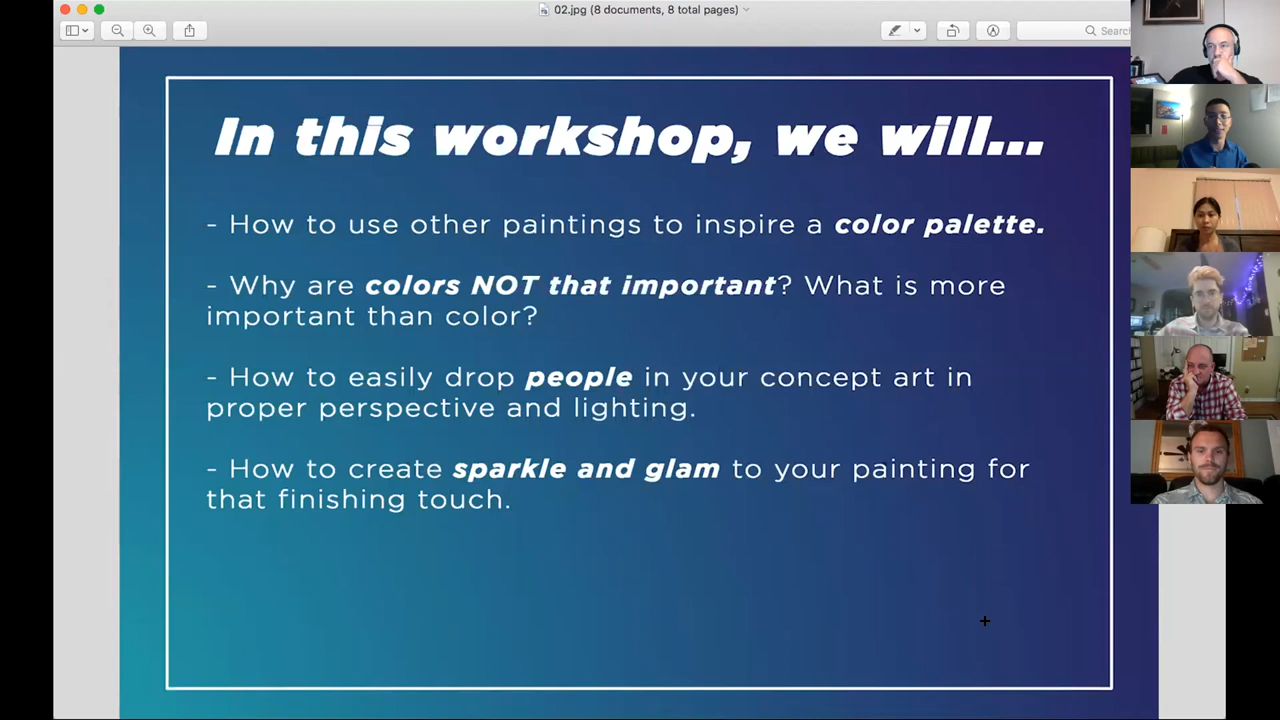 02.jpg (8 documents, 8 total pages)
Search
In this workshop, we will...
- How to use other paintings to inspire a color palette.
- Why are colors NOT that important? What is more
important than color?
- How to easily drop people in your concept art in
proper perspective and lighting.
- How to create sparkle and glam to your painting for
that finishing touch.